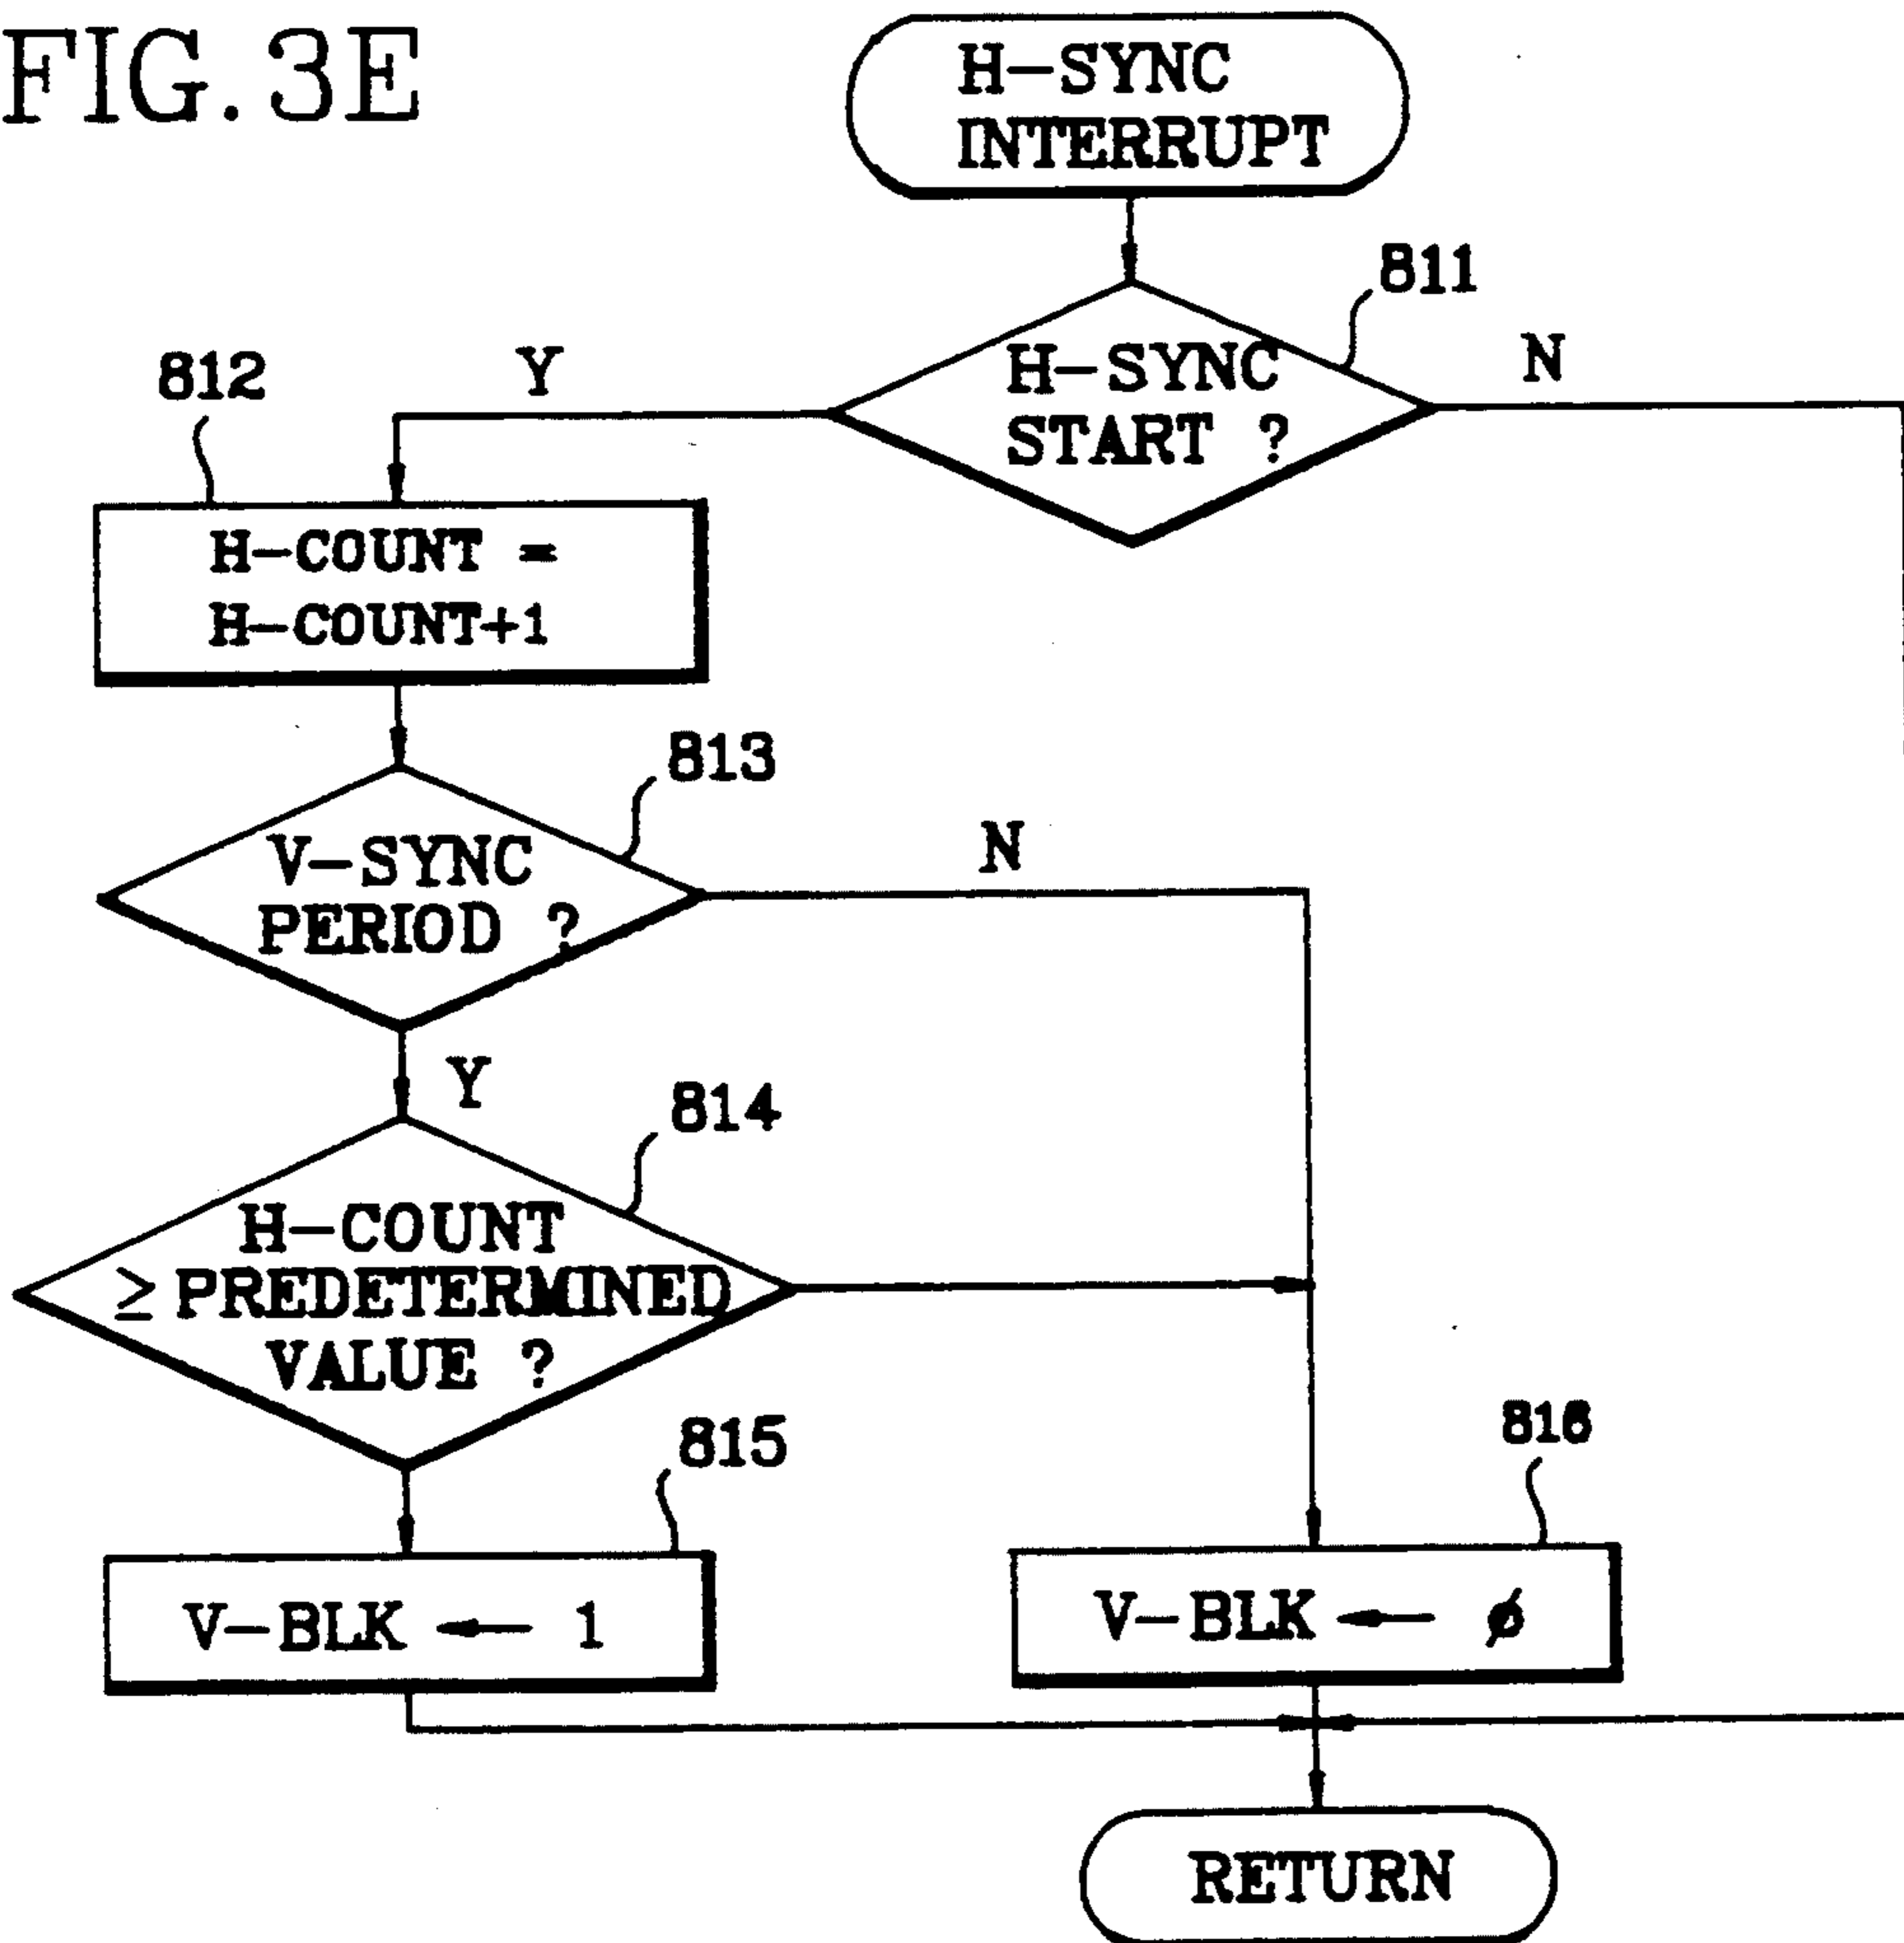 FIG. 3E
H-SYNC
INTERRUPT
811
H-SYNC
START ?
Y
N
812
H-COUNT =
H-COUNT+1
813
V-SYNC
PERIOD ?
N
Y
814
H-COUNT
≥ PREDETERMINED
VALUE ?
815
V-BLK ← 1
816
V-BLK ← ø
RETURN